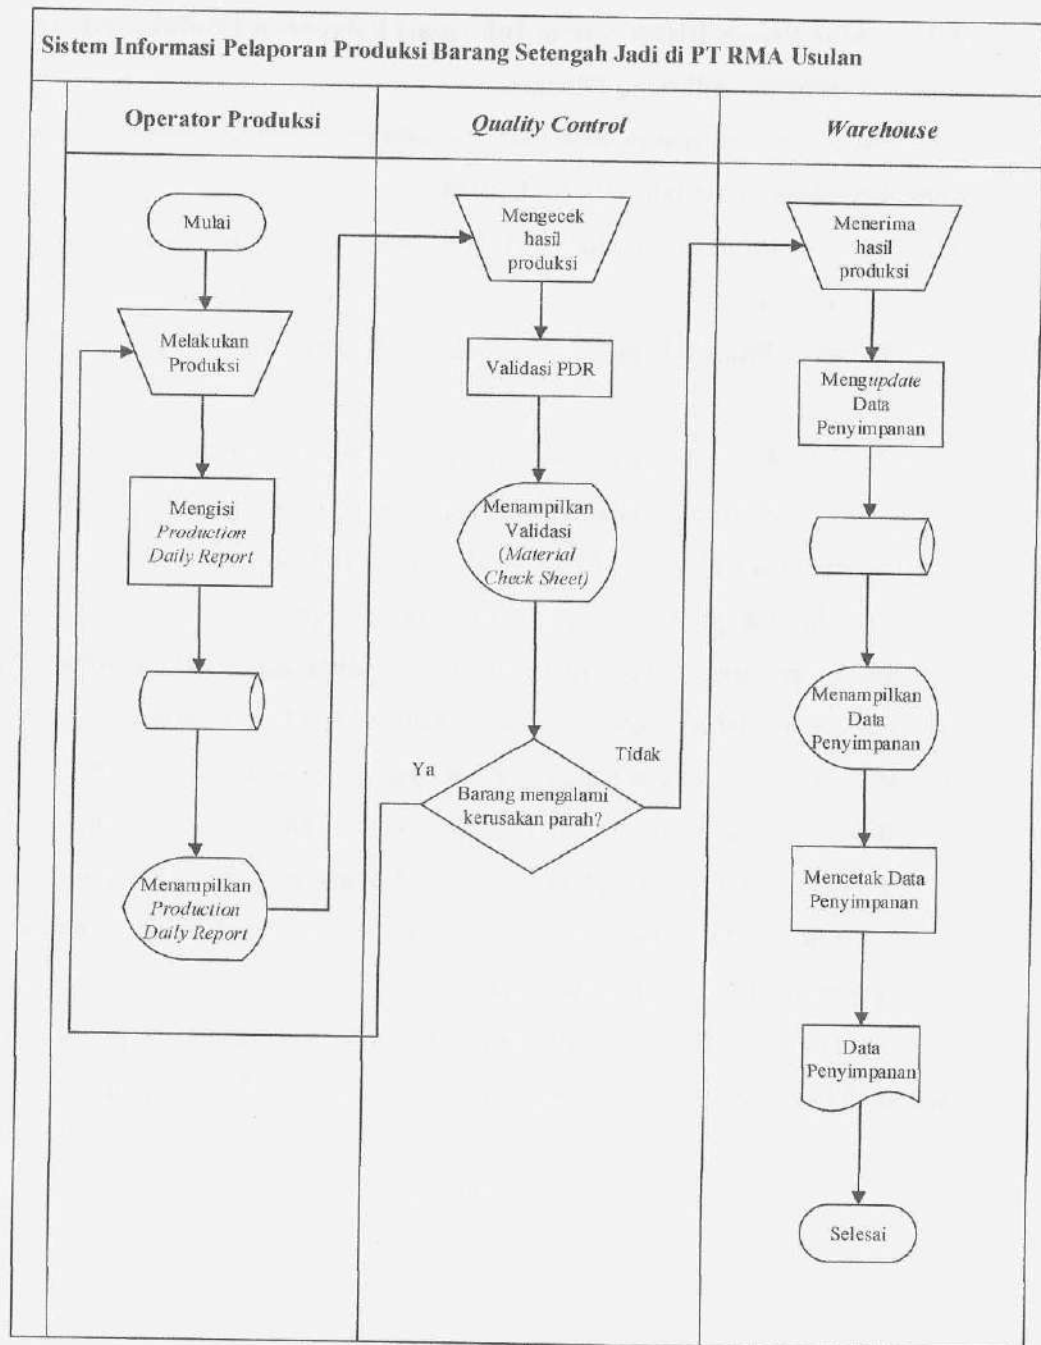 Sistem Informasi Pelaporan Produksi Barang Setengah Jadi di PT RMA Usulan
Operator Produksi
Quality Control
Warehouse
Mulai
Melakukan
Produksi
Mengisi
Production
Daily Report
Menampilkan
Production
Daily Report
Mengecek
hasil
produksi
Validasi PDR
Menampilkan
Validasi
(Material
Check Sheet)
Ya
Tidak
Barang mengalami
kerusakan parah?
Menerima
hasil
produksi
Mengupdate
Data
Penyimpanan
Menampilkan
Data
Penyimpanan
Mencetak Data
Penyimpanan
Data
Penyimpanan
Selesai